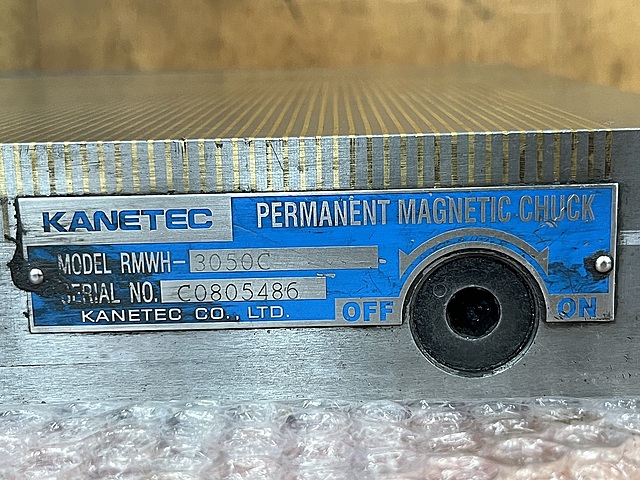 KANETEC
PERMANENT MAGNETIC CHUCK
MODEL RMWH-3050C
SERIAL NO. C0805486
KANETEC CO., LTD.
OFF
ON